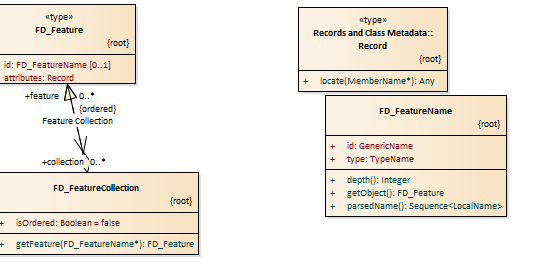 «type»
FD_Feature
{root}
id: FD_FeatureName [0..1]
attributes: Record
+feature
0..*
{ordered}
Feature Collection
+collection
0..*
FD_FeatureCollection
{root}
+ isOrdered: Boolean = false
+ getFeature(FD_FeatureName*): FD_Feature
«type»
Records and Class Metadata::
Record
{root}
+ locate(MemberName*): Any
FD_FeatureName
{root}
+ id: GenericName
+ type: TypeName
+ depth(): Integer
+ getObject(): FD_Feature
+ parsedName(): Sequence<LocalName>